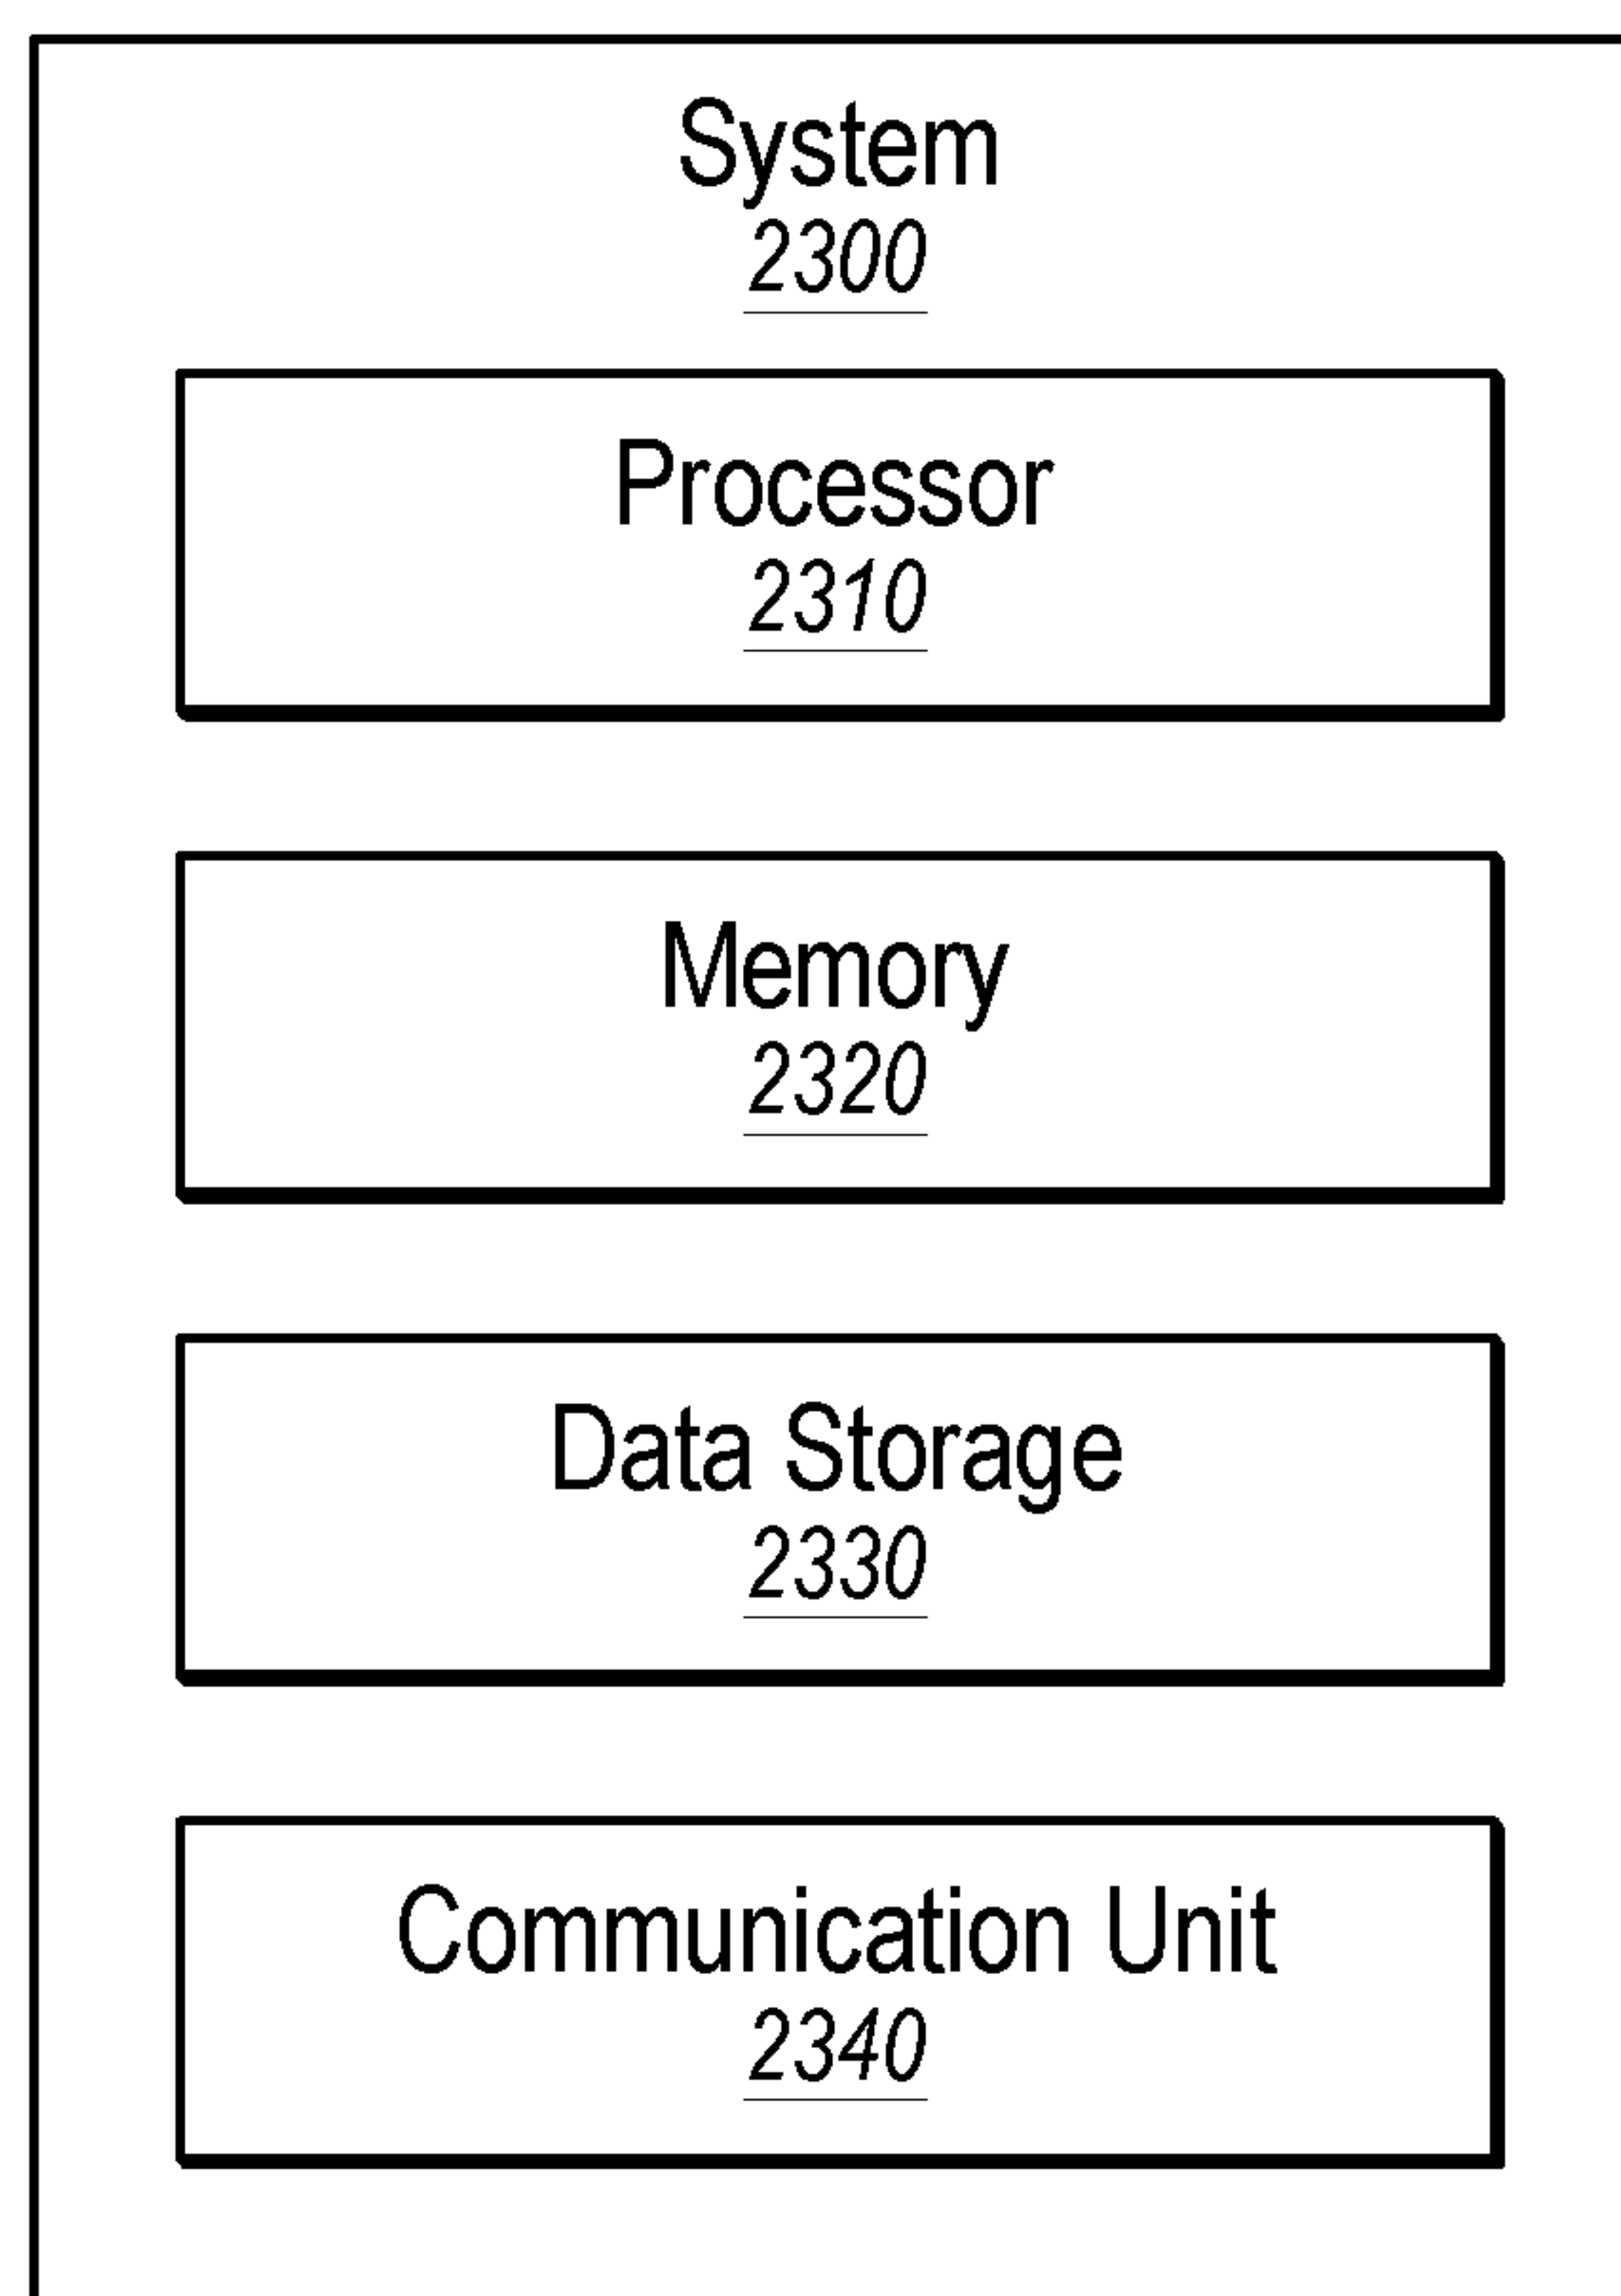 System
2300
Processor
2310
Memory
2320
Data Storage
2330
Communication Unit
2340